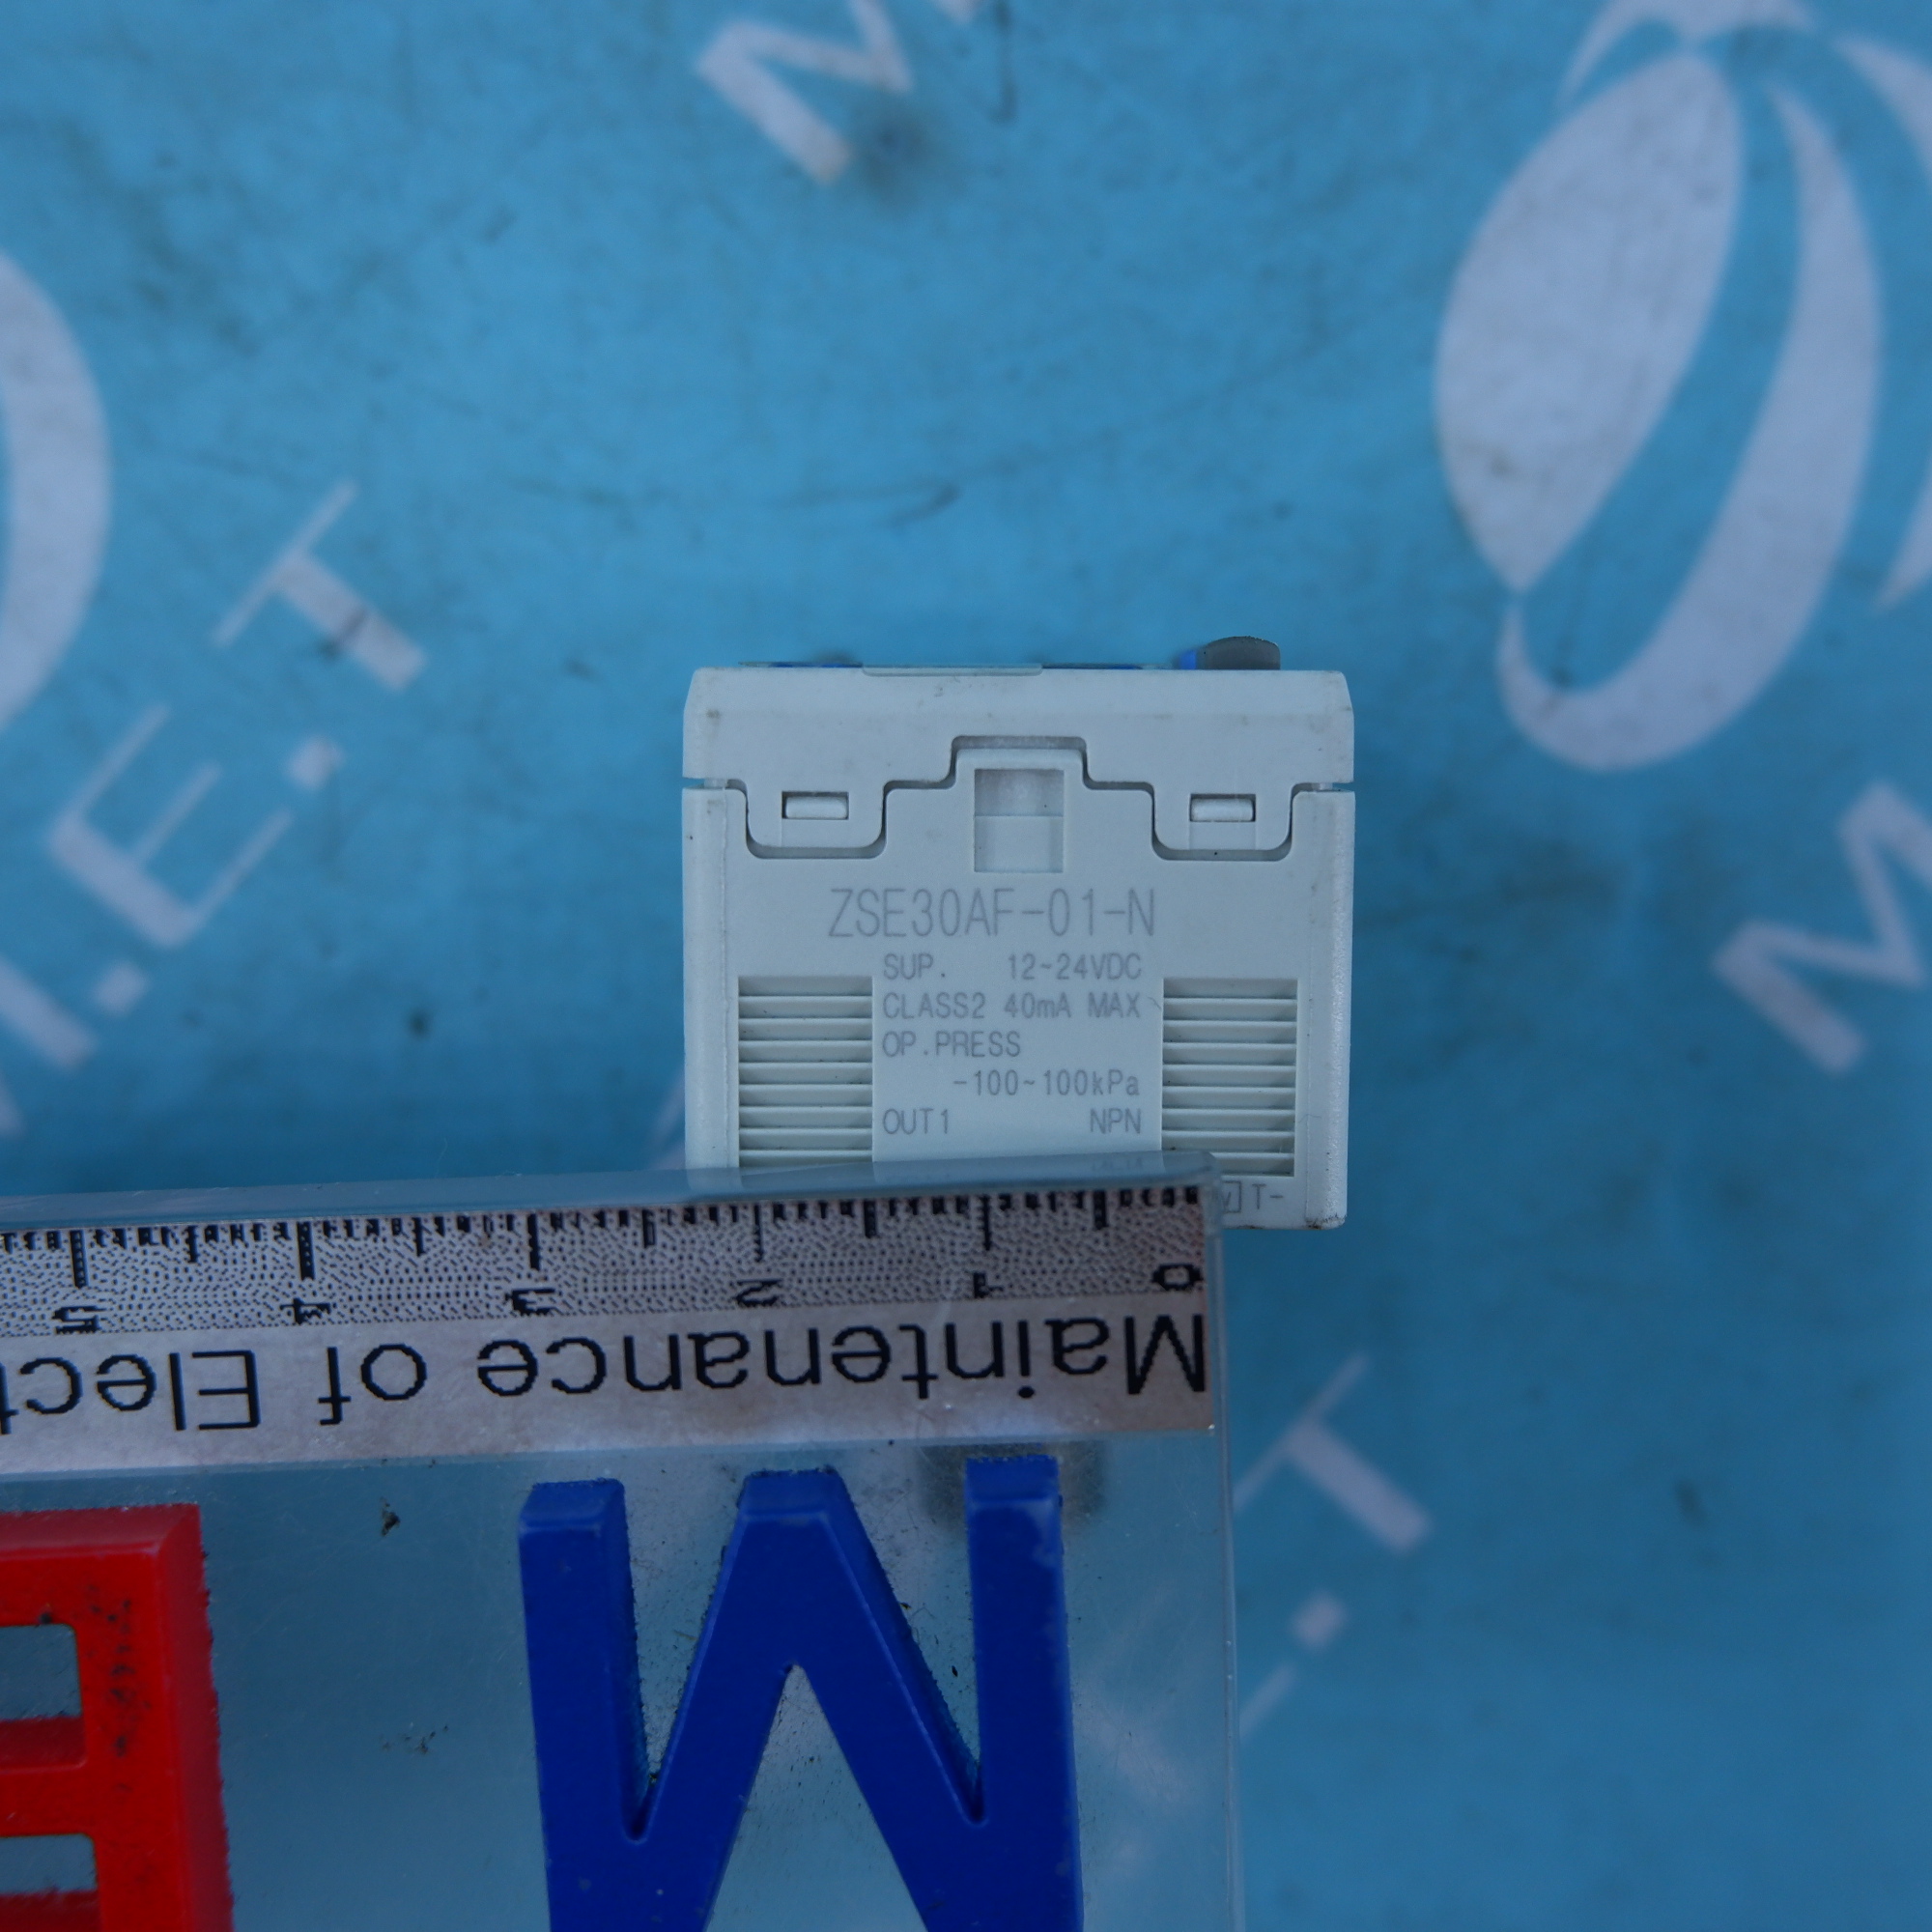 ZSE30AF-01-N
SUP. 12~24VDC
CLASS2 40mA MAX
OP.PRESS
-100~100kPa
OUT1 NPN
T-
0 1 2 3 4 5
Maintenance of
M
M
E.T